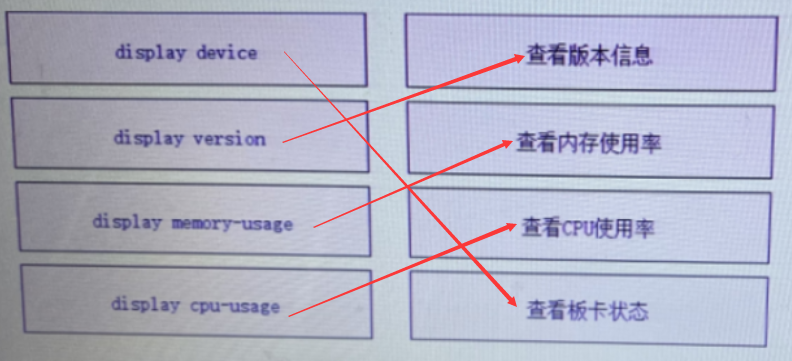 display device
查看版本信息
display version
查看内存使用率
display memory-usage
查看CPU使用率
display cpu-usage
查看板卡状态